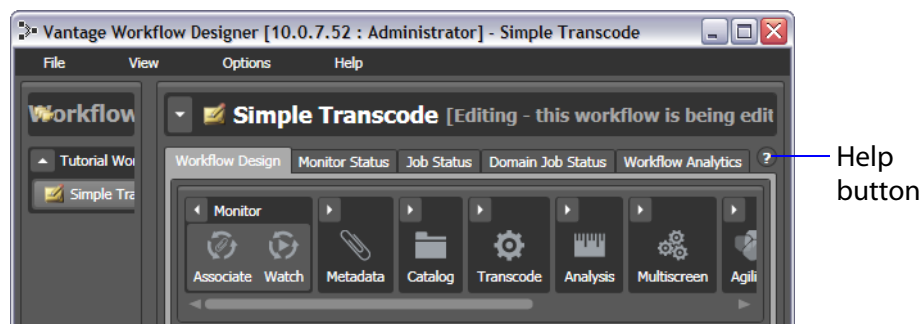 Vantage Workflow Designer [10.0.7.52 : Administrator] - Simple Transcode
File View Options Help
Workflow
Simple Transcode [Editing - this workflow is being edit
Tutorial Wo
Simple Tra
Workflow Design Monitor Status Job Status Domain Job Status Workflow Analytics ?
Monitor
Associate Watch Metadata Catalog Transcode Analysis Multiscreen Agili
Help
button